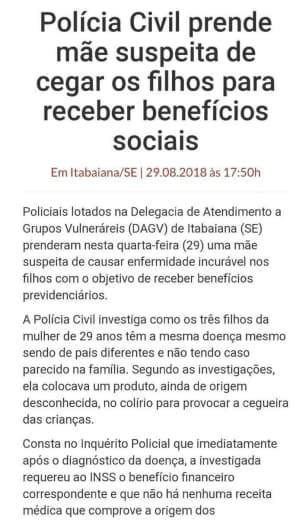 Polícia Civil prende
mãe suspeita de
cegar os filhos para
receber benefícios
sociais
Em Itabaiana/SE | 29.08.2018 às 17:50h
Policiais lotados na Delegacia de Atendimento a
Grupos Vulneráreis (DAGV) de Itabaina (SE)
prenderam nesta quarta-feira (29) uma mãe
suspeita de causar enfermidade incurável nos
filhos com o objetivo de receber benefícios
previdenciários.
A Polícia Civil investiga como os três filhos da
mulher de 29 anos têm a mesma doença mesmo
sendo de pais diferentes e não tendo caso
parecido na família. Segundo as investigações,
ela colocava um produto, ainda de origem
desconhecida, no colírio para provocar a cegueira
das crianças.
Consta no Inquérito Policial que imediatamente
após o diagnóstico da doença, a investigada
requereu ao INSS o benefício financeiro
correspondente e que não há nenhuma receita
médica que comprove a origem dos